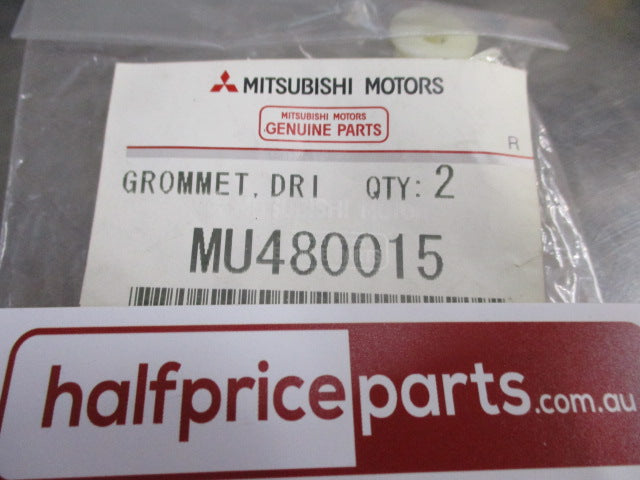 MITSUBISHI MOTORS
MITSUBISHI MOTORS
GENUINE PARTS
R
GROMMET, DRI QTY: 2
MU480015
halfpriceparts.com.au